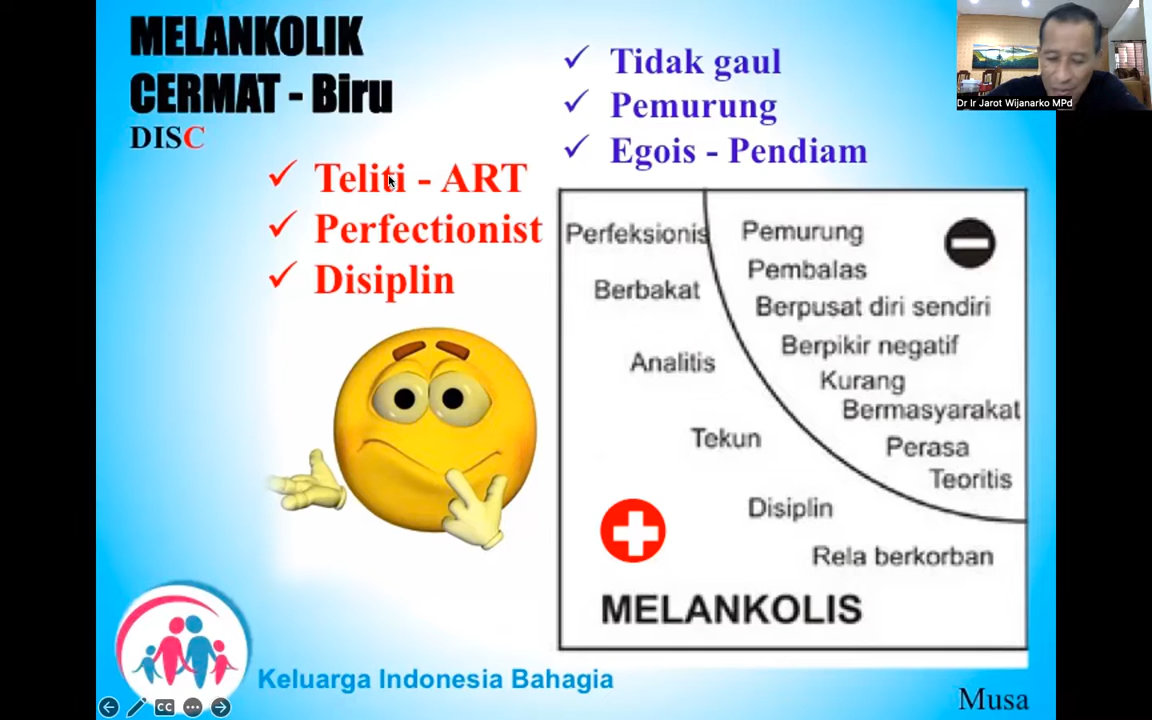 MELANKOLIK
CERMAT - Biru
DISC
Teliti - ART
Perfectionist
Disiplin
Tidak gaul
Pemurung
Egois - Pendiam
Dr Ir Jarot Wijanarko MPd
Perfeksionis
Berbakat
Analitis
Tekun
Disiplin
Rela berkorban
Pemurung
Pembalas
Berpusat diri sendiri
Berpikir negatif
Kurang
Bermasyarakat
Perasa
Teoritis
MELANKOLIS
Keluarga Indonesia Bahagia
CC
Musa